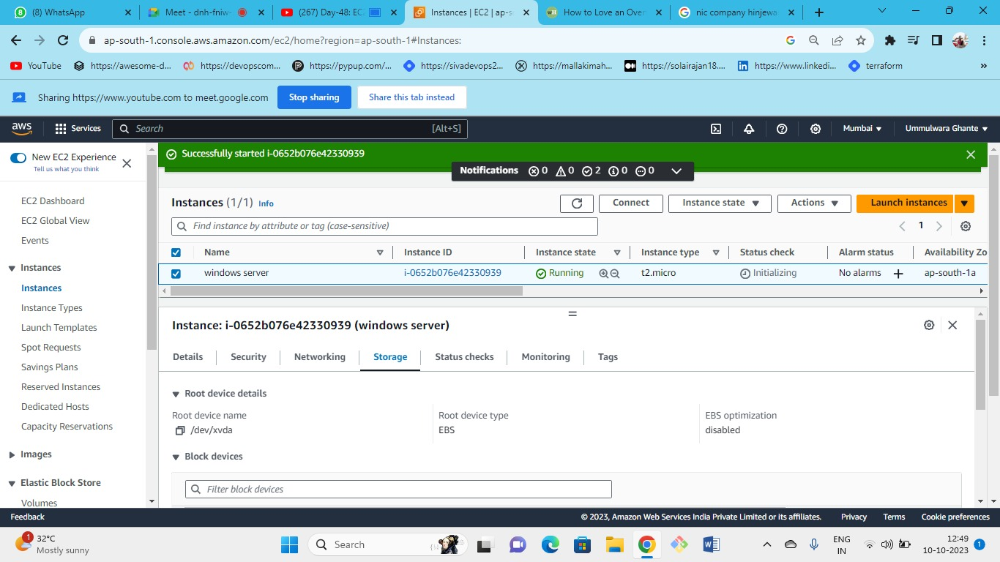 (8) WhatsApp
Meet - dnh-fniw-
(267) Day-48: EC
Instances | EC2 | ap-s
How to Love an Over
nic company hinjewa
ap-south-1.console.aws.amazon.com/ec2/home?region=ap-south-1#Instances:
YouTube
https://awesome-d...
https://devopscom...
https://pypup.com/...
https://sivadevops2...
https://mallakimah...
https://solairajan18....
https://www.linkedi...
terraform
Sharing https://www.youtube.com to meet.google.com
Stop sharing
Share this tab instead
aws
Services
Search
[Alt+S]
Mumbai
Ummulwara Ghante
New EC2 Experience
Tell us what you think
Successfully started i-0652b076e42330939
Notifications 0 0 2 0 0
EC2 Dashboard
EC2 Global View
Events
Instances
Instances
Instance Types
Launch Templates
Spot Requests
Savings Plans
Reserved Instances
Dedicated Hosts
Capacity Reservations
Images
Elastic Block Store
Volumes
Instances (1/1) Info
Connect
Instance state
Actions
Launch instances
Find instance by attribute or tag (case-sensitive)
1
Name Instance ID Instance state Instance type Status check Alarm status Availability Zo
windows server i-0652b076e42330939 Running t2.micro Initializing No alarms ap-south-1a
Instance: i-0652b076e42330939 (windows server)
Details Security Networking Storage Status checks Monitoring Tags
Root device details
Root device name Root device type EBS optimization
/dev/xvda EBS disabled
Block devices
Filter block devices
Feedback
© 2023, Amazon Web Services India Private Limited or its affiliates.
Privacy Terms Cookie preferences
1
32°C
Mostly sunny
Search
ENG
IN
12:49
10-10-2023
1